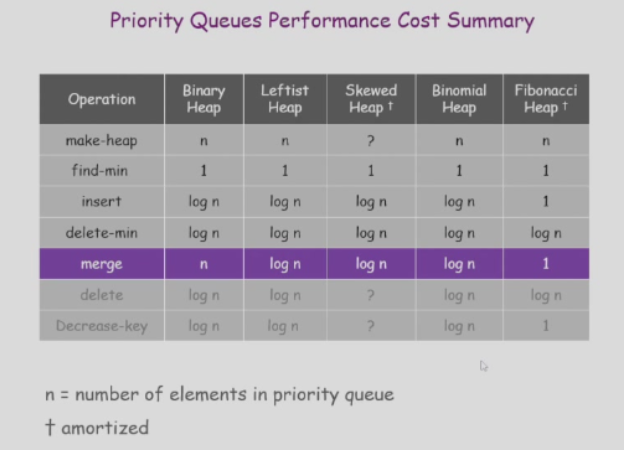 Priority Queues Performance Cost Summary
Operation Binary Heap Leftist Heap Skewed Heap † Binomial Heap Fibonacci Heap †
make-heap n n ? n n
find-min 1 1 1 1 1
insert log n log n log n log n 1
delete-min log n log n log n log n log n
merge n log n log n log n 1
delete log n log n ? log n log n
Decrease-key log n log n ? log n 1
n = number of elements in priority queue
† amortized